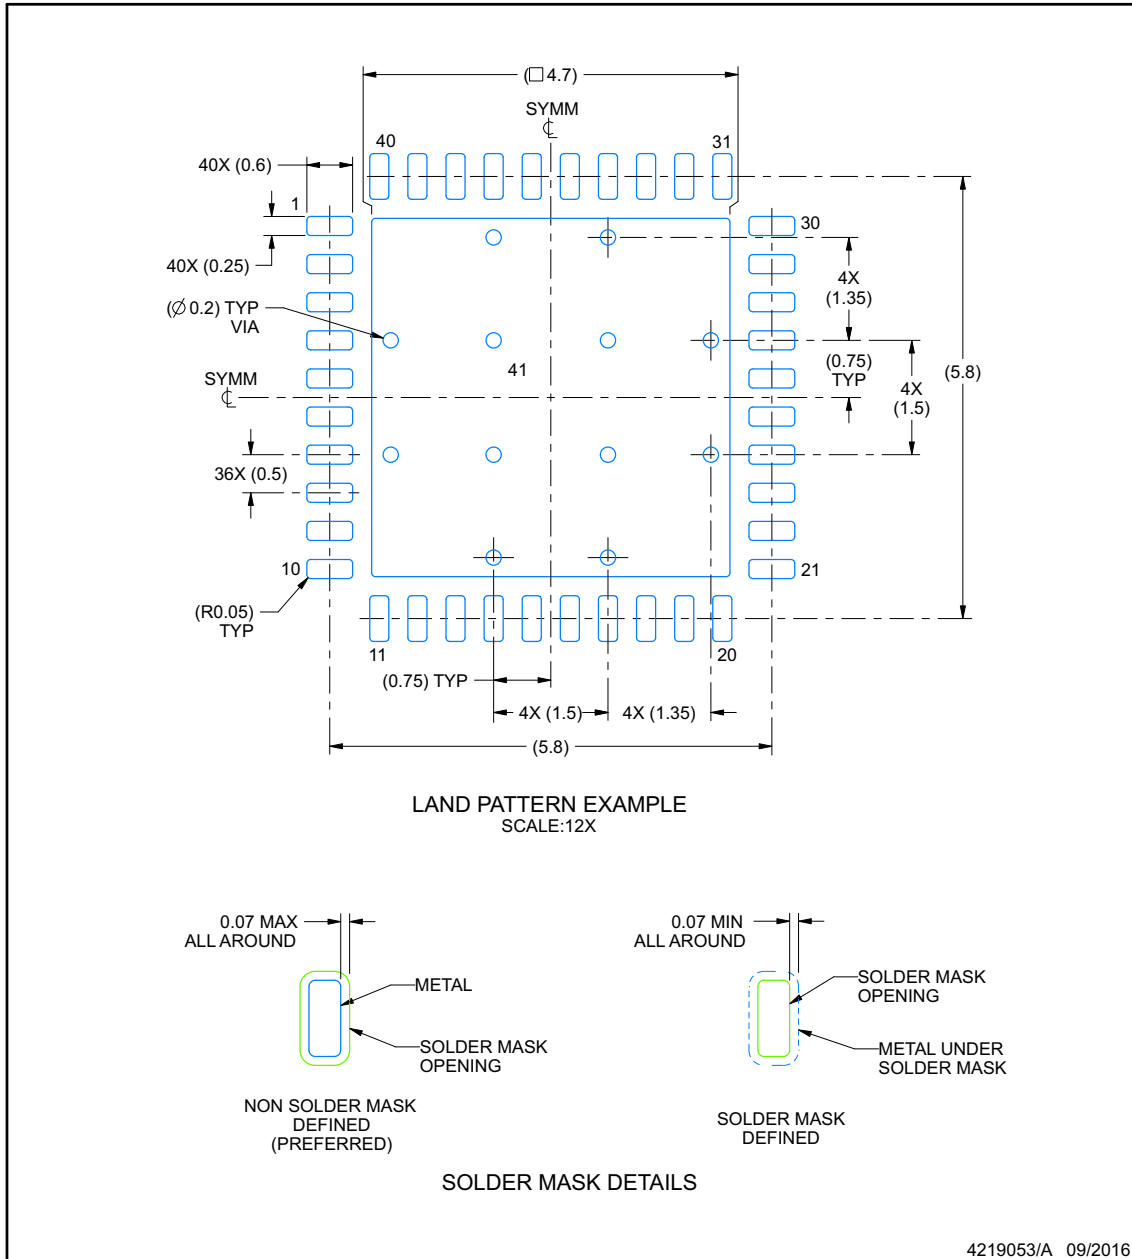 (□ 4.7)
SYMM
℄
40
31
40X (0.6)
1
30
40X (0.25)
4X
(1.35)
(Ø 0.2) TYP
VIA
(0.75)
TYP
41
(5.8)
SYMM
℄
4X
(1.5)
36X (0.5)
10
21
(R0.05)
TYP
11
20
(0.75) TYP
4X (1.5)
4X (1.35)
(5.8)
LAND PATTERN EXAMPLE
SCALE:12X
0.07 MAX
ALL AROUND
METAL
SOLDER MASK
OPENING
NON SOLDER MASK
DEFINED
(PREFERRED)
0.07 MIN
ALL AROUND
SOLDER MASK
OPENING
METAL UNDER
SOLDER MASK
SOLDER MASK
DEFINED
SOLDER MASK DETAILS
4219053/A 09/2016